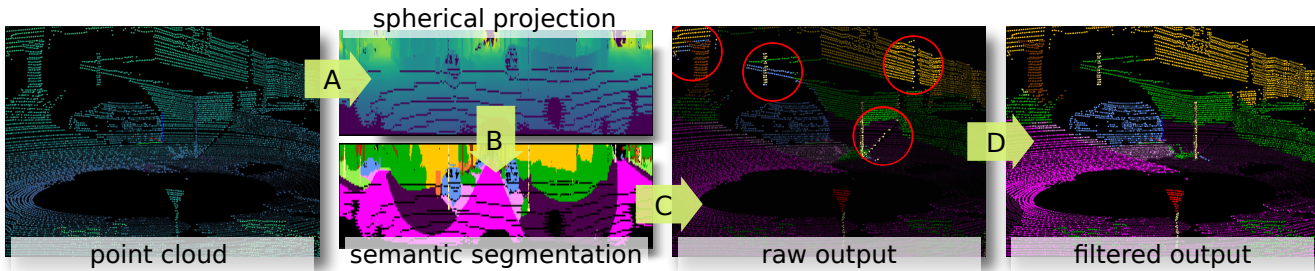 spherical projection
A
B
C
D
point cloud
semantic segmentation
raw output
filtered output